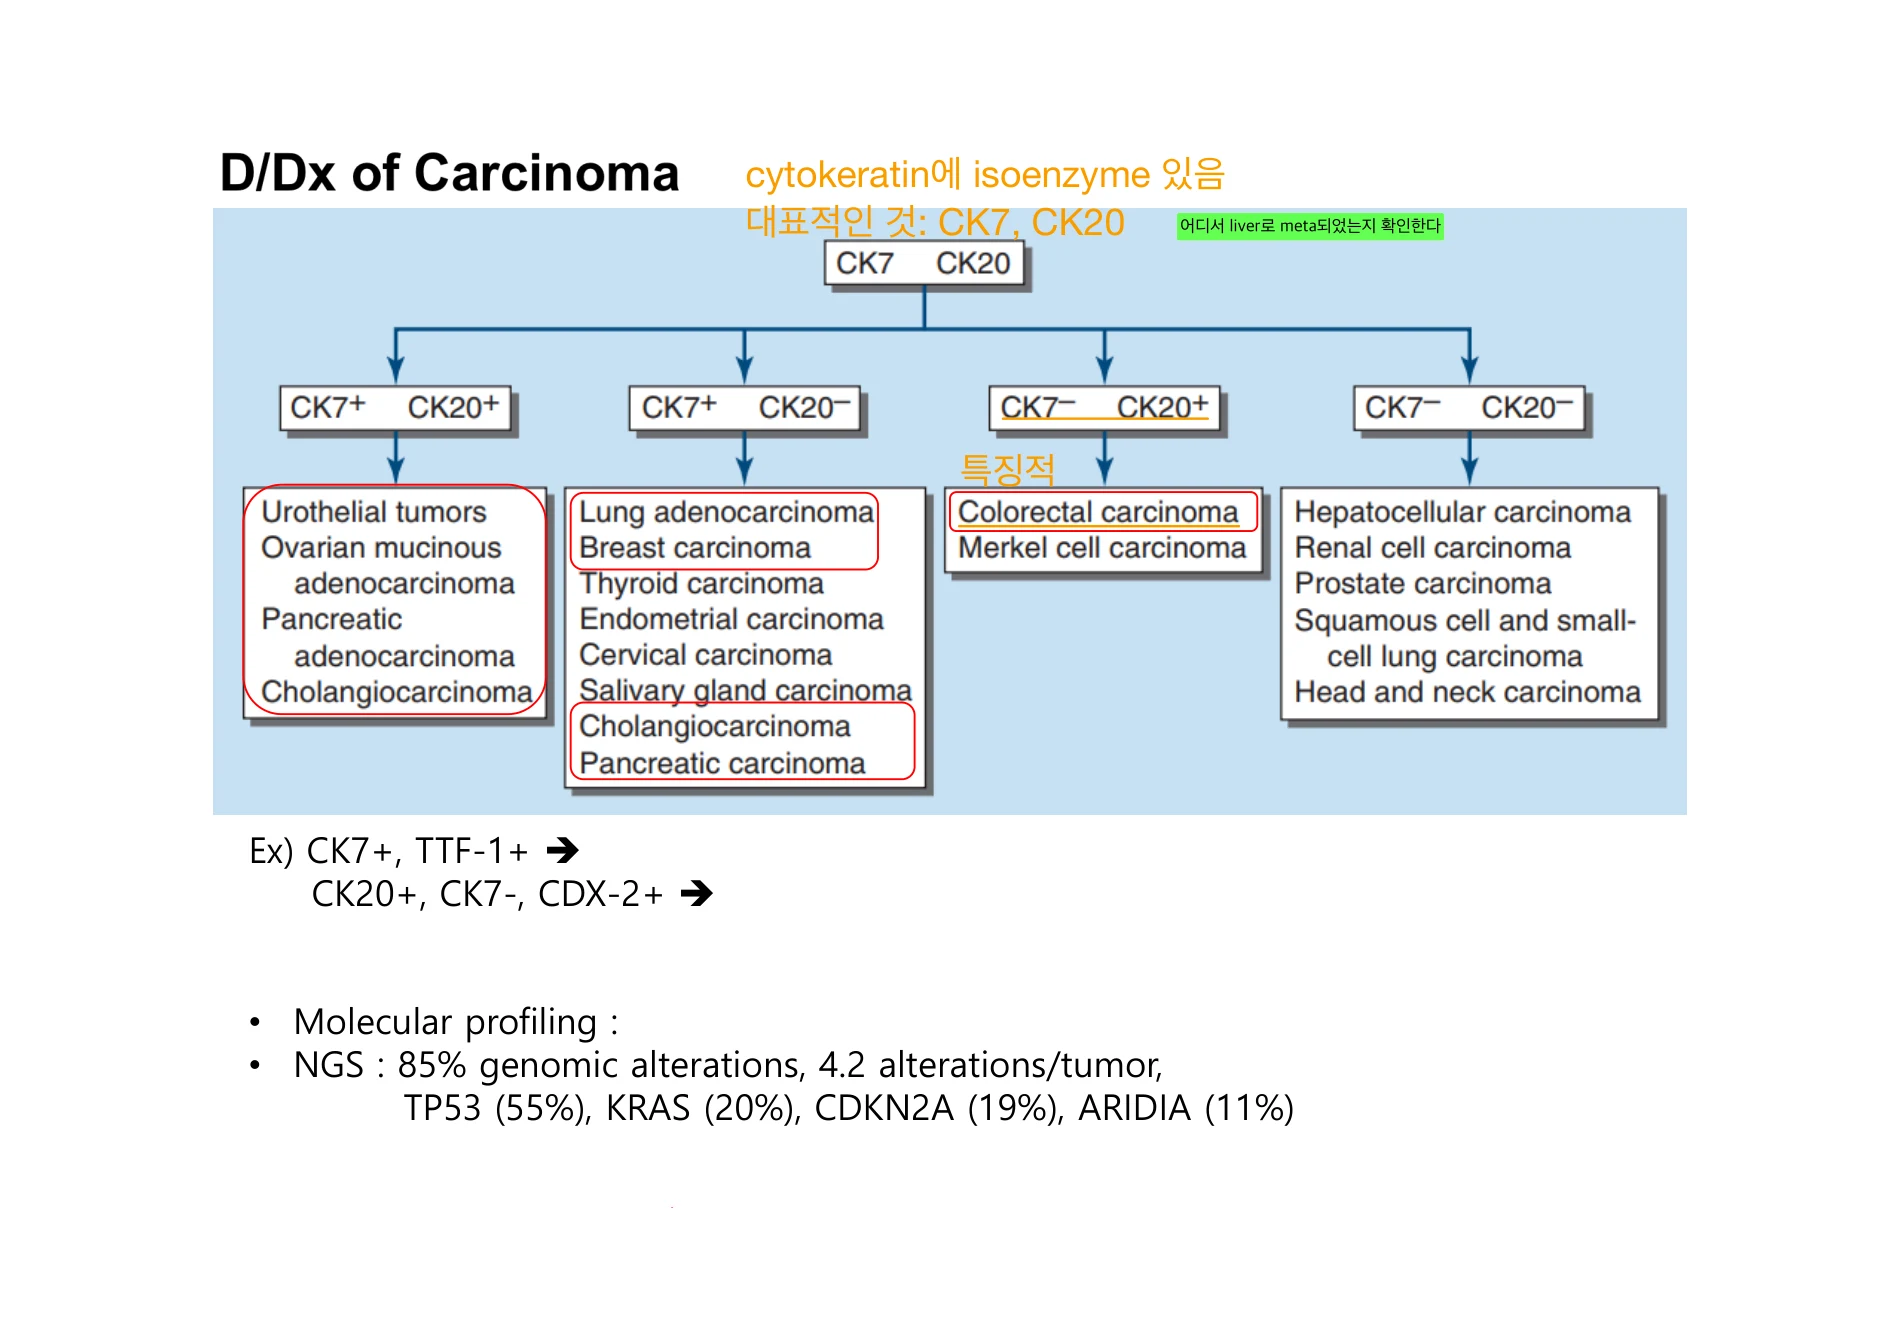 D/Dx of Carcinoma
cytokeratin에 isoenzyme 있음
대표적인 것: CK7, CK20
어디서 liver로 meta되었는지 확인한다
CK7 CK20
CK7+ CK20+
CK7+ CK20–
CK7– CK20+
CK7– CK20–
특징적
Urothelial tumors
Ovarian mucinous
adenocarcinoma
Pancreatic
adenocarcinoma
Cholangiocarcinoma
Lung adenocarcinoma
Breast carcinoma
Thyroid carcinoma
Endometrial carcinoma
Cervical carcinoma
Salivary gland carcinoma
Cholangiocarcinoma
Pancreatic carcinoma
Colorectal carcinoma
Merkel cell carcinoma
Hepatocellular carcinoma
Renal cell carcinoma
Prostate carcinoma
Squamous cell and small-
cell lung carcinoma
Head and neck carcinoma
Ex) CK7+, TTF-1+ ➔
CK20+, CK7-, CDX-2+ ➔
• Molecular profiling :
• NGS : 85% genomic alterations, 4.2 alterations/tumor,
TP53 (55%), KRAS (20%), CDKN2A (19%), ARIDIA (11%)